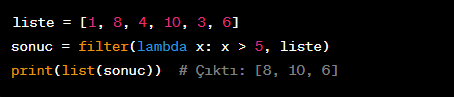 liste = [1, 8, 4, 10, 3, 6]
sonuc = filter(lambda x: x > 5, liste)
print(list(sonuc))  # Çıktı: [8, 10, 6]